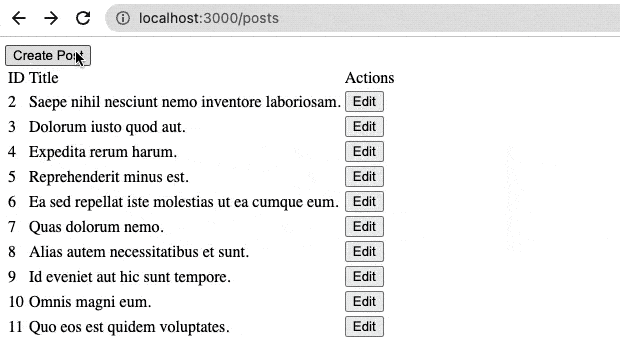 localhost:3000/posts
Create Post
ID Title Actions
2 Saepe nihil nesciunt nemo inventore laboriosam. Edit
3 Dolorum iusto quod aut. Edit
4 Expedita rerum harum. Edit
5 Reprehenderit minus est. Edit
6 Ea sed repellat iste molestias ut ea cumque eum. Edit
7 Quas dolorum nemo. Edit
8 Alias autem necessitatibus et sunt. Edit
9 Id eveniet aut hic sunt tempore. Edit
10 Omnis magni eum. Edit
11 Quo eos est quidem voluptates. Edit